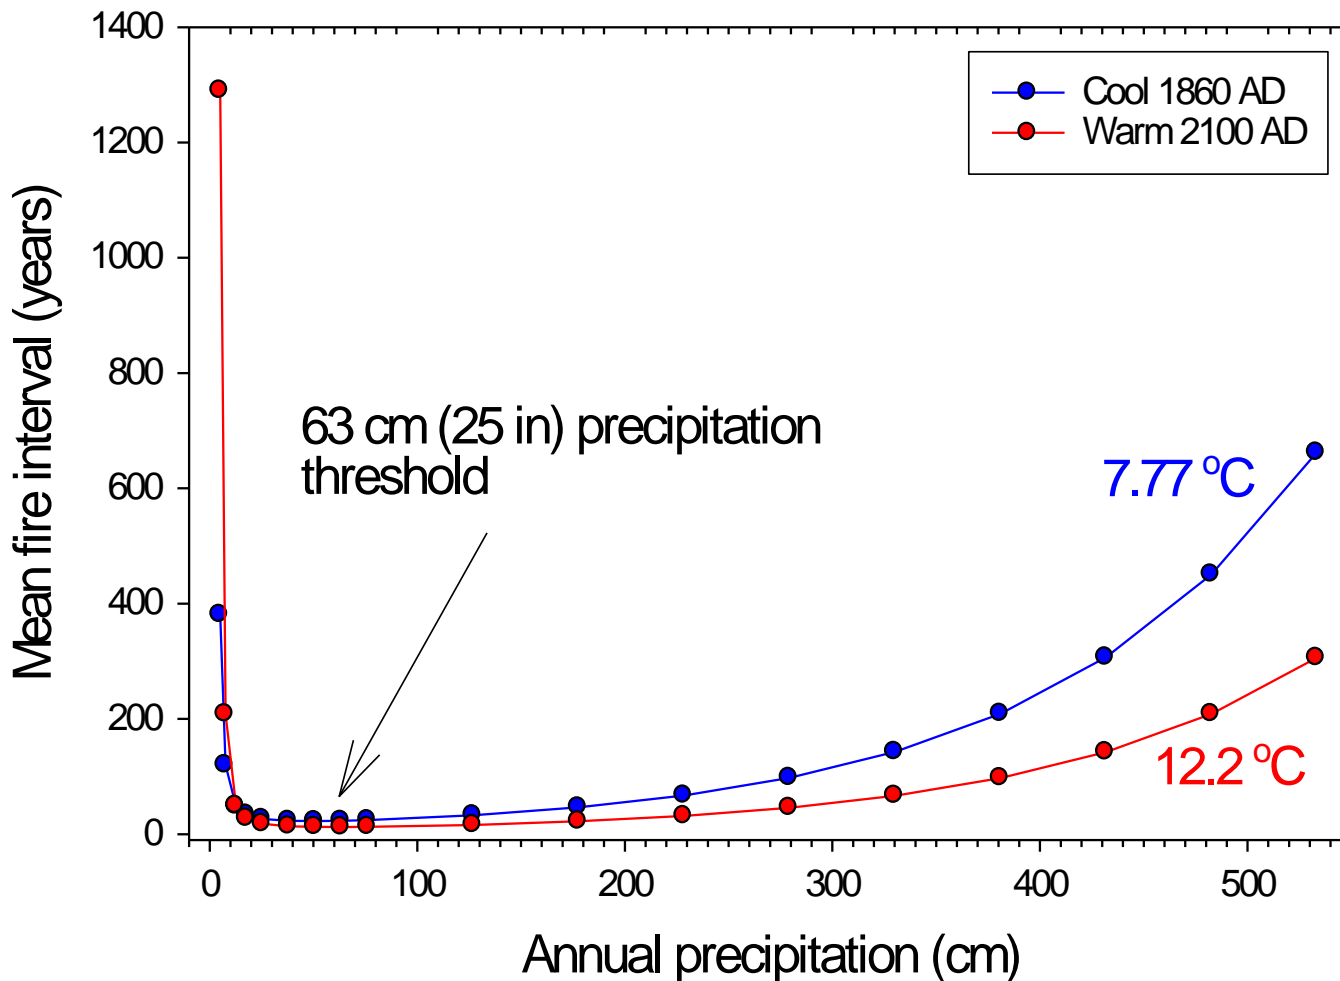 1400
1200
1000
800
600
400
200
0
Mean fire interval (years)
Cool 1860 AD
Warm 2100 AD
63 cm (25 in) precipitation
threshold
7.77 °C
12.2 °C
0 100 200 300 400 500
Annual precipitation (cm)